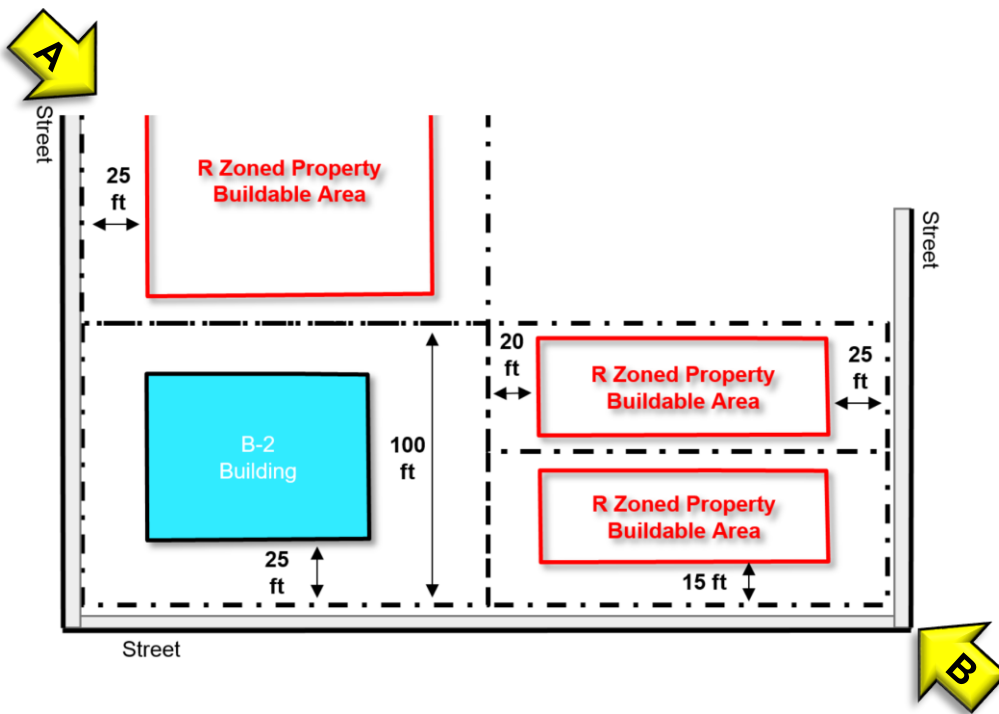 A
Street
R Zoned Property
Buildable Area
25
ft
Street
20
ft
25
ft
R Zoned Property
Buildable Area
B-2
Building
100
ft
R Zoned Property
Buildable Area
25
ft
15 ft
Street
B